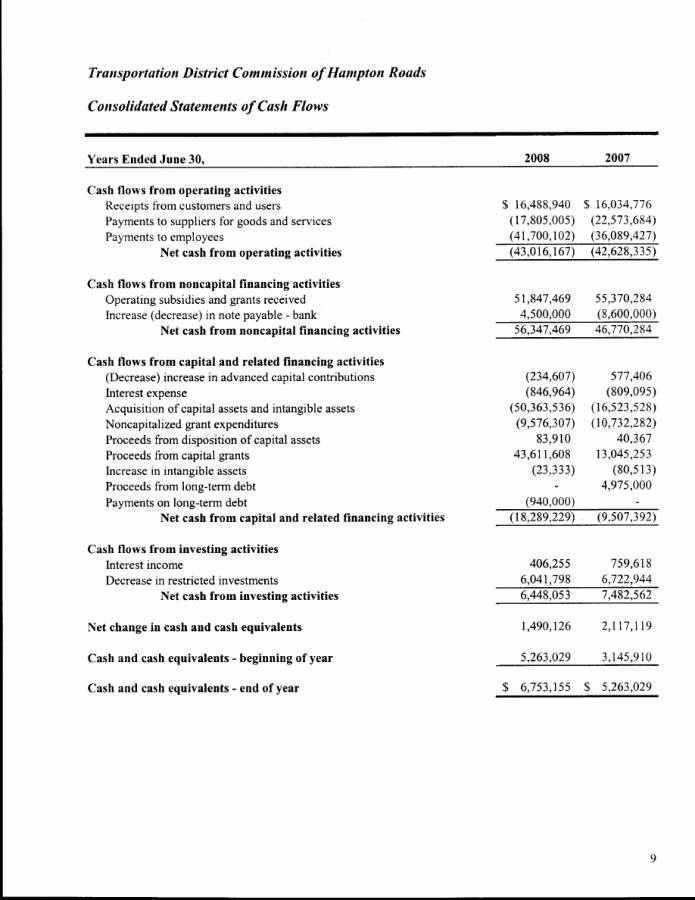 Transportation District Commission of Hampton Roads
Consolidated Statements of Cash Flows
Years Ended June 30, 2008 2007
Cash flows from operating activities
Receipts from customers and users $ 16,488,940 $ 16,034,776
Payments to suppliers for goods and services (17,805,005) (22,573,684)
Payments to employees (41,700,102) (36,089,427)
Net cash from operating activities (43,016,167) (42,628,335)
Cash flows from noncapital financing activities
Operating subsidies and grants received 51,847,469 55,370,284
Increase (decrease) in note payable - bank 4,500,000 (8,600,000)
Net cash from noncapital financing activities 56,347,469 46,770,284
Cash flows from capital and related financing activities
(Decrease) increase in advanced capital contributions (234,607) 577,406
Interest expense (846,964) (809,095)
Acquisition of capital assets and intangible assets (50,363,536) (16,523,528)
Noncapitalized grant expenditures (9,576,307) (10,732,282)
Proceeds from disposition of capital assets 83,910 40,367
Proceeds from capital grants 43,611,608 13,045,253
Increase in intangible assets (23,333) (80,513)
Proceeds from long-term debt - 4,975,000
Payments on long-term debt (940,000) -
Net cash from capital and related financing activities (18,289,229) (9,507,392)
Cash flows from investing activities
Interest income 406,255 759,618
Decrease in restricted investments 6,041,798 6,722,944
Net cash from investing activities 6,448,053 7,482,562
Net change in cash and cash equivalents 1,490,126 2,117,119
Cash and cash equivalents - beginning of year 5,263,029 3,145,910
Cash and cash equivalents - end of year $ 6,753,155 $ 5,263,029
9